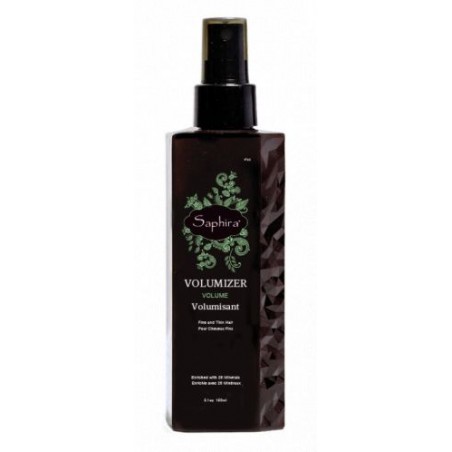 Saphira
VOLUMIZER
VOLUME
Volumisant
Fine and Thin Hair
Pour Cheveux Fins
Enriched with 26 Minerals
Enrichie avec 26 Minéraux